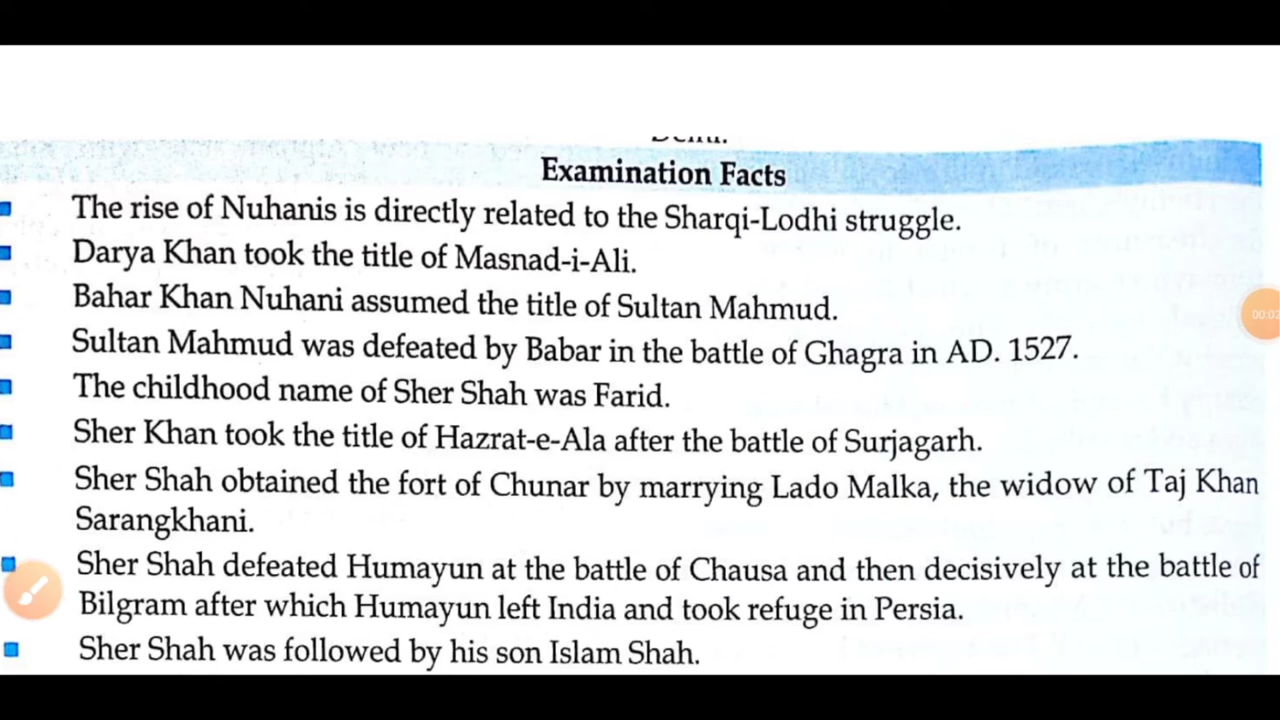 Examination Facts
The rise of Nuhanis is directly related to the Sharqi-Lodhi struggle.
Darya Khan took the title of Masnad-i-Ali.
Bahar Khan Nuhani assumed the title of Sultan Mahmud.
00:02
Sultan Mahmud was defeated by Babar in the battle of Ghagra in AD. 1527.
The childhood name of Sher Shah was Farid.
Sher Khan took the title of Hazrat-e-Ala after the battle of Surjagarh.
Sher Shah obtained the fort of Chunar by marrying Lado Malka, the widow of Taj Khan
Sarangkhani.
Sher Shah defeated Humayun at the battle of Chausa and then decisively at the battle of
Bilgram after which Humayun left India and took refuge in Persia.
Sher Shah was followed by his son Islam Shah.